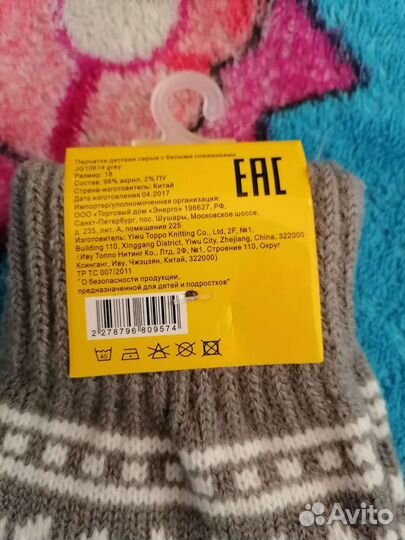 Перчатки детские серые с белыми снежинками
JG10614 grey
Размер: 16
Состав: 98% акрил, 2% ПУ
Страна-изготовитель: Китай
Дата изготовления 04.2017
Импортер/уполномоченная организация:
ООО «Торговый дом «Энерго» 196627, РФ,
Санкт-Петербург, пос. Шушары, Московское шоссе,
д. 235, лит. А, помещение 225
Изготовитель: Yiwu Toppo Knitting Co., Ltd, 2F, №1,
Building 110, Xinggang District, Yiwu City, Zhejiang, China, 322000
(Иву Топпо Нитинг Ко., Лтд, 2Ф, №1, Строение 110, Округ
Ксинганг, Иву, Чжэцзян, Китай, 322000)
ТР ТС 007/2011
"О безопасности продукции,
предназначенной для детей и подростков"
EAC
2 278796 809574
40
Avito